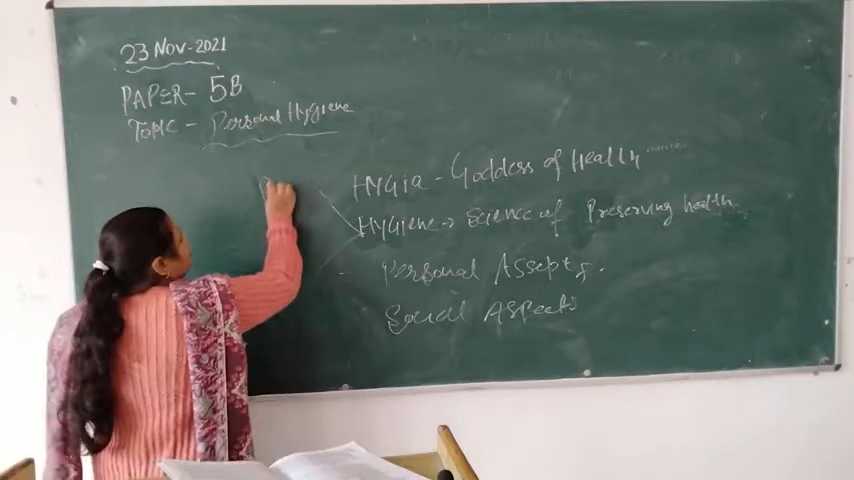 23 Nov-2021
PAPER- 5B
Topic - Personal Hygiene
HYGIA - Goddess of Health
Hygiene → Science of Preserving health
Personal Assepts.
Social Aspects